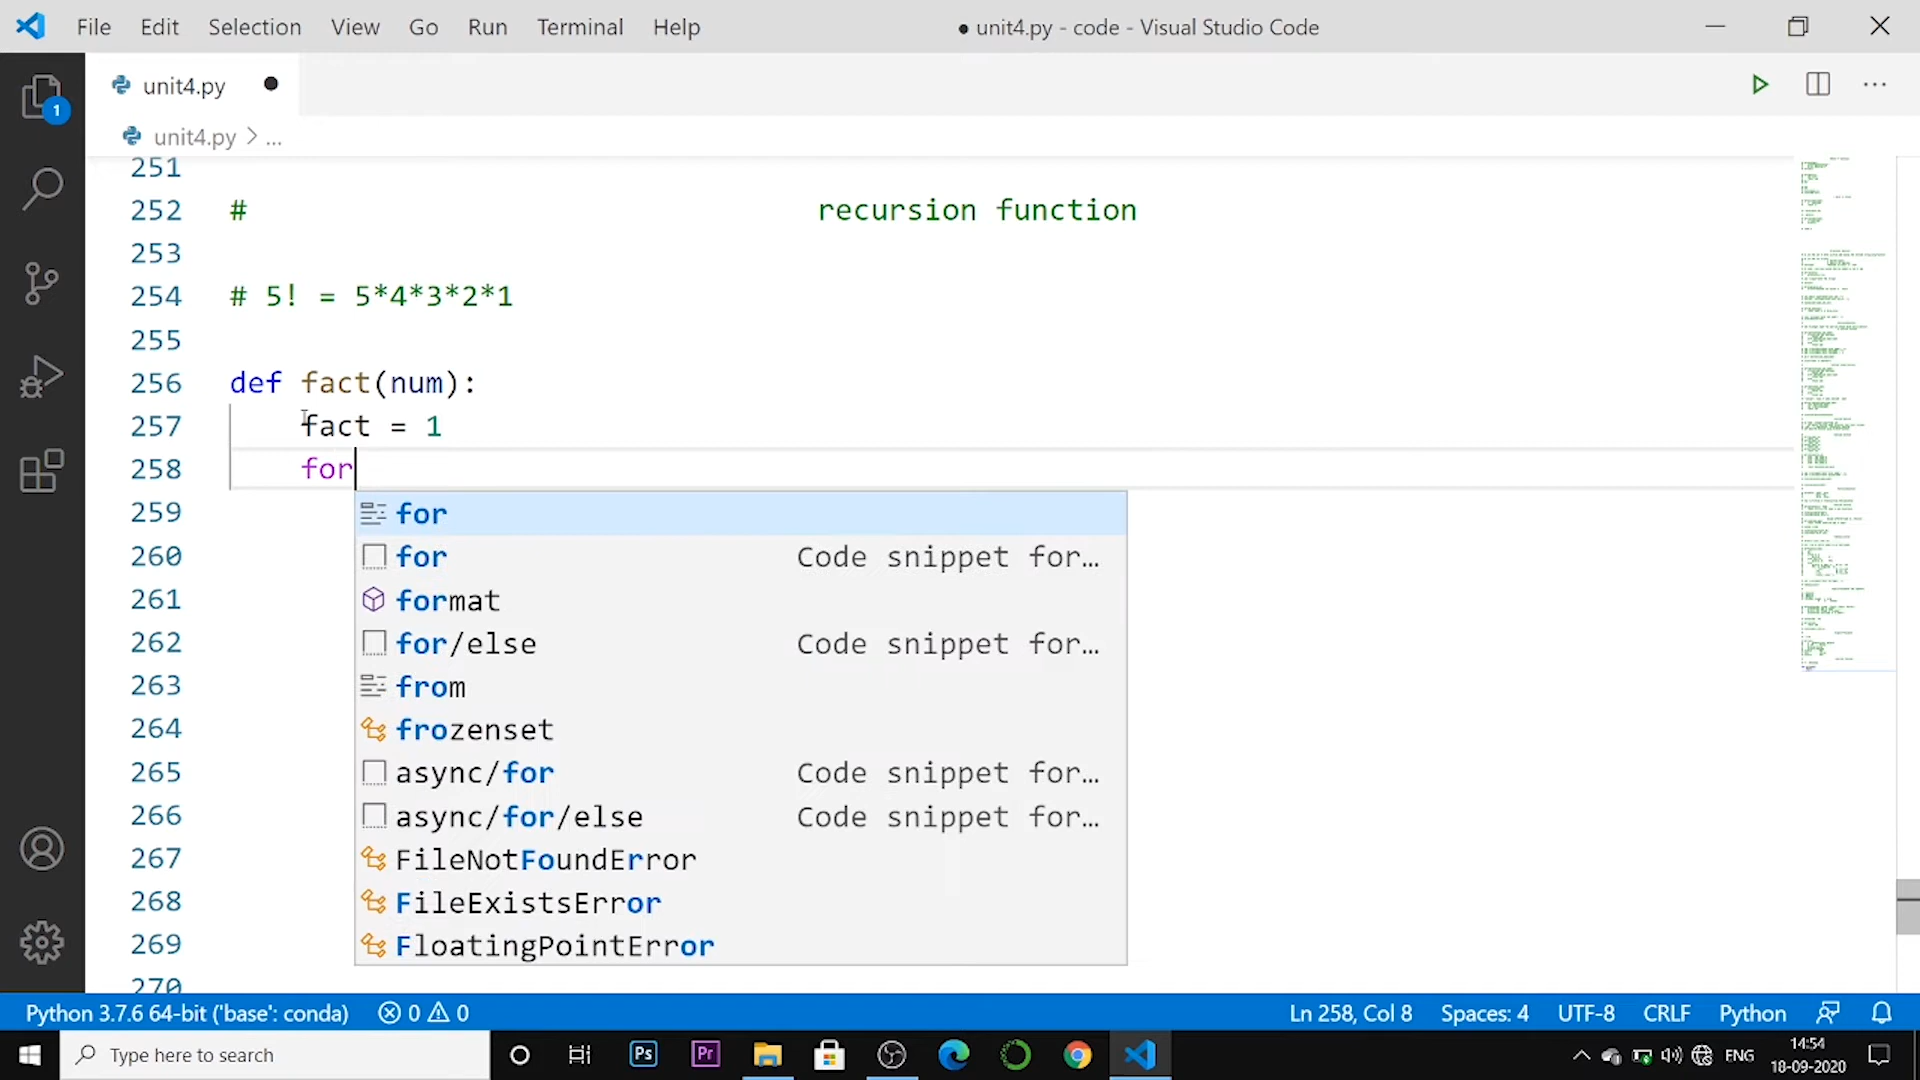 File Edit Selection View Go Run Terminal Help
● unit4.py - code - Visual Studio Code
unit4.py
1
unit4.py > ...
251
252 # recursion function
253
254 # 5! = 5*4*3*2*1
255
256 def fact(num):
257 fact = 1
258 for
259 for
260 for Code snippet for…
261 format
262 for/else Code snippet for…
263 from
264 frozenset
265 async/for Code snippet for…
266 async/for/else Code snippet for…
267 FileNotFoundError
268 FileExistsError
269 FloatingPointError
270
Python 3.7.6 64-bit ('base': conda) 0 0 Ln 258, Col 8 Spaces: 4 UTF-8 CRLF Python
Type here to search
Ps
Pr
ENG
14:54
18-09-2020